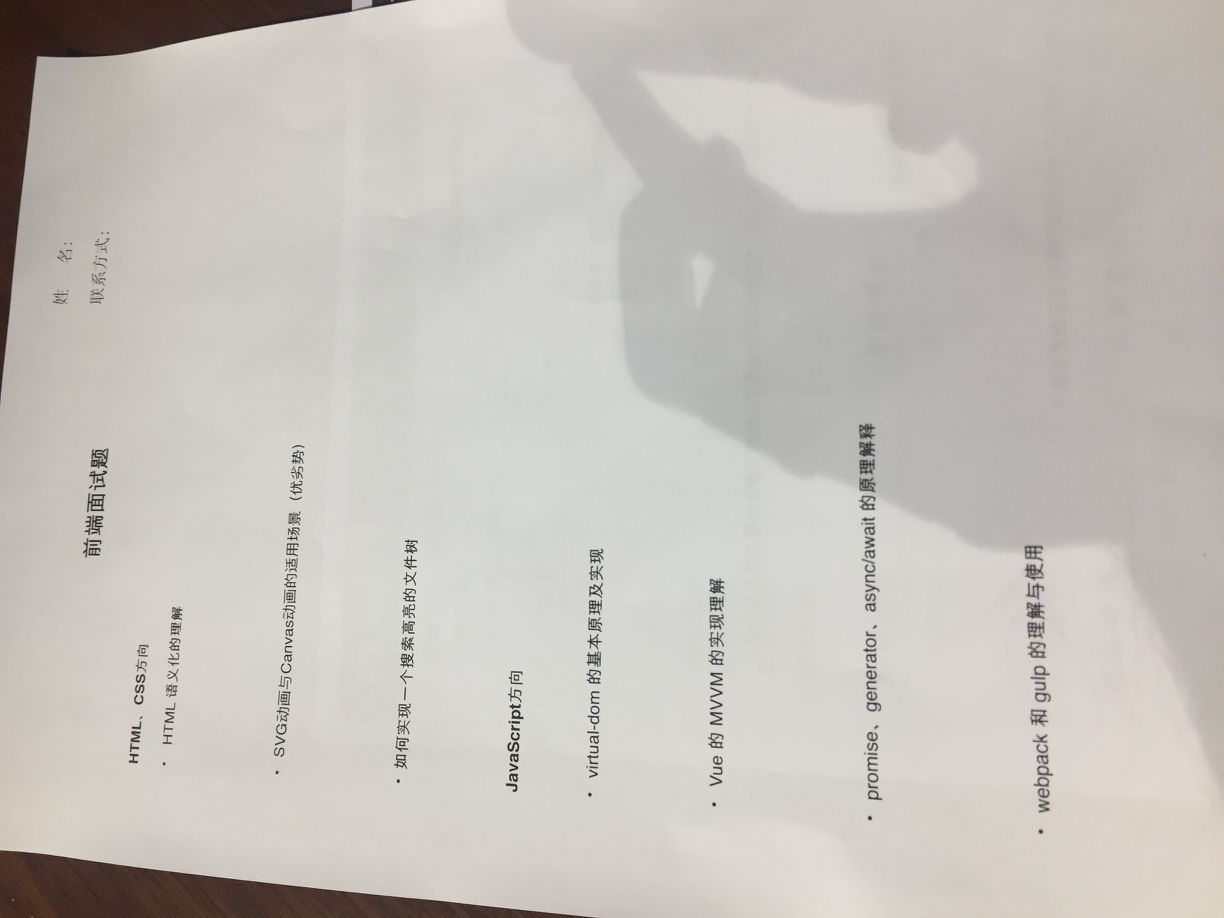 姓 名:
联系方式:
前端面试题
HTML、CSS方向
· HTML 语义化的理解
· SVG动画与Canvas动画的适用场景（优劣势）
· 如何实现一个搜索高亮的文件树
JavaScript方向
· virtual-dom 的基本原理及实现
· Vue 的 MVVM 的实现理解
· promise、generator、async/await 的原理解释
· webpack 和 gulp 的理解与使用